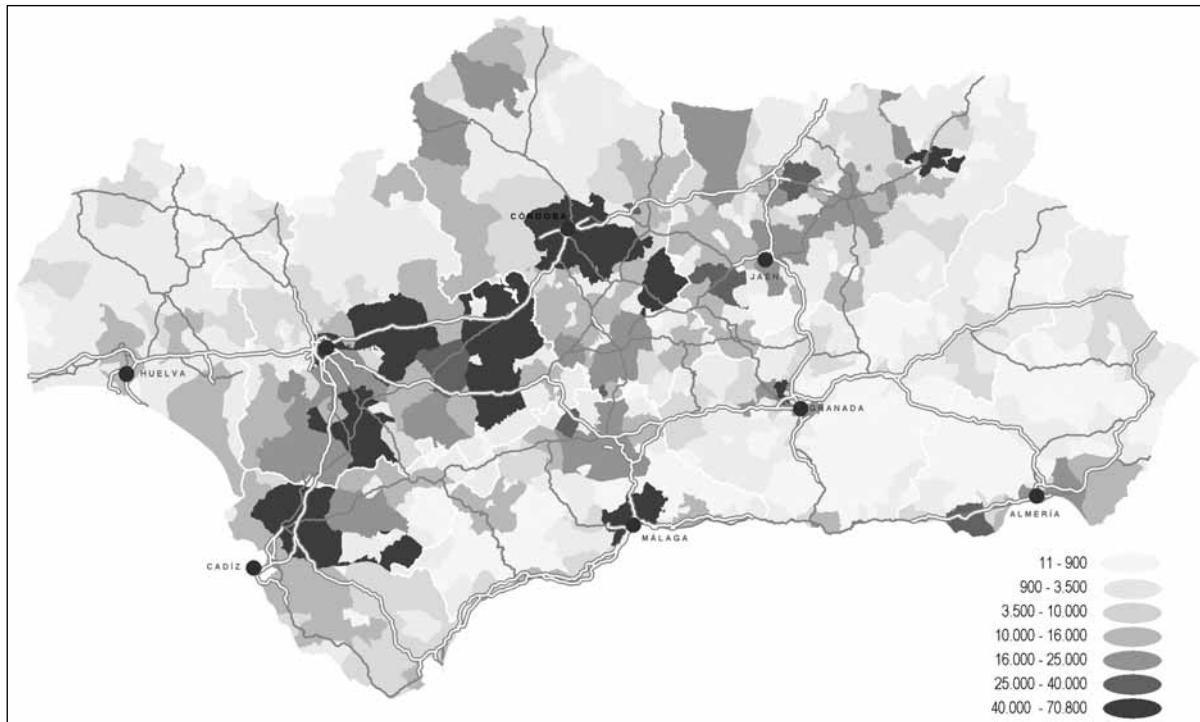 CÓRDOBA
JAÉN
HUELVA
GRANADA
ALMERÍA
MÁLAGA
CADÍZ
11 - 900
900 - 3.500
3.500 - 10.000
10.000 - 16.000
16.000 - 25.000
25.000 - 40.000
40.000 - 70.800